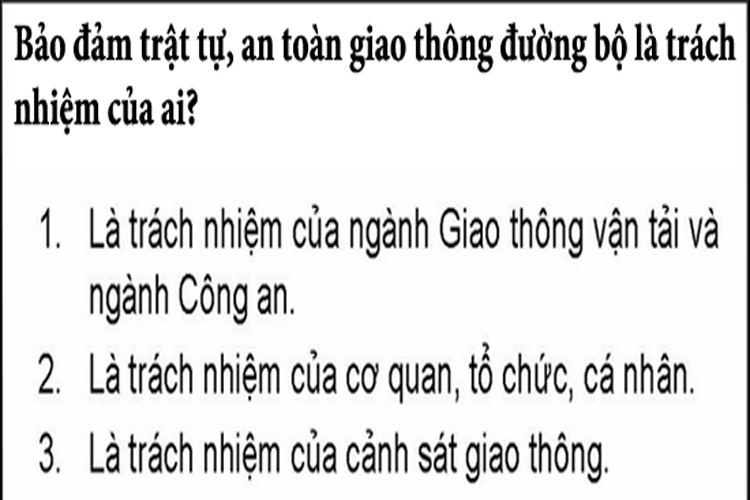 Bảo đảm trật tự, an toàn giao thông đường bộ là trách
nhiệm của ai?
1. Là trách nhiệm của ngành Giao thông vận tải và
ngành Công an.
2. Là trách nhiệm của cơ quan, tổ chức, cá nhân.
3. Là trách nhiệm của cảnh sát giao thông.